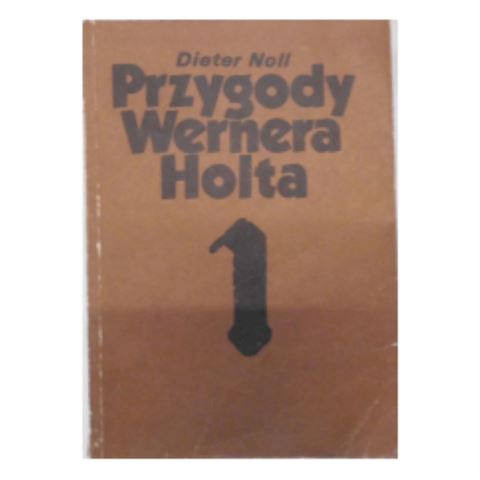 Dieter Noll
Przygody
Wernera
Holta
1